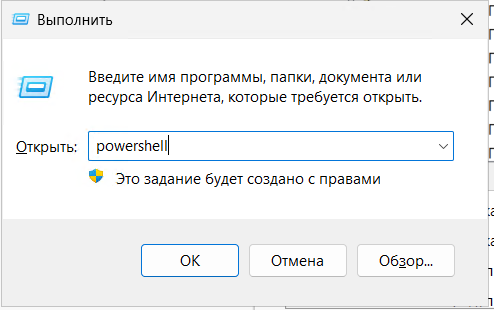 Выполнить
Введите имя программы, папки, документа или
ресурса Интернета, которые требуется открыть.
Открыть: powershell
Это задание будет создано с правами
ОК
Отмена
Обзор...